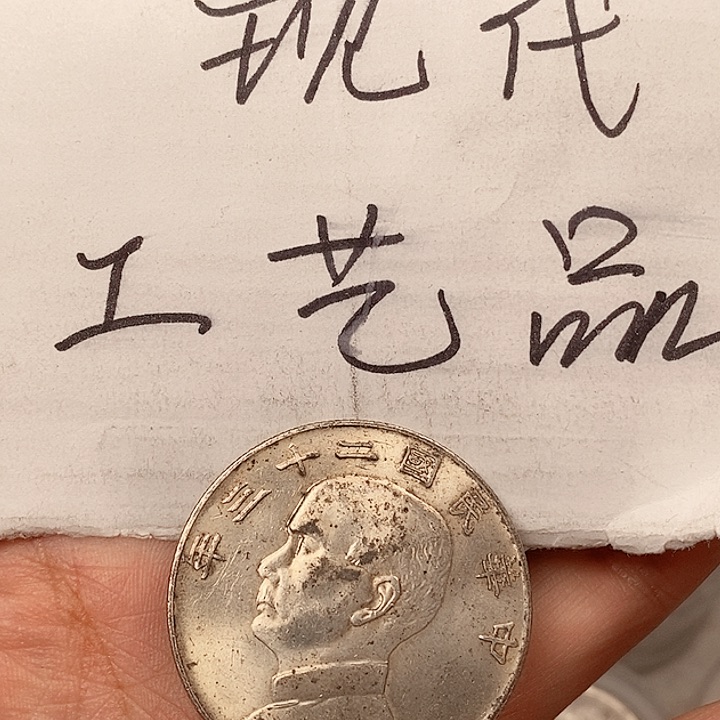 现代
工艺品
中華民國二十三年